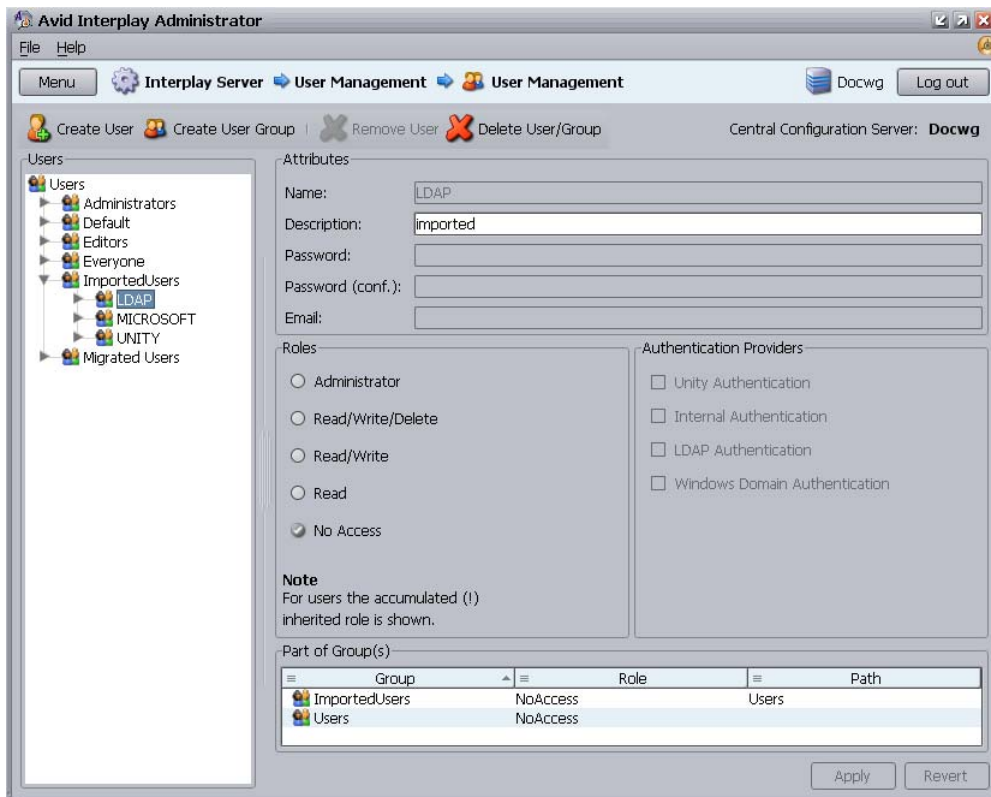 Avid Interplay Administrator
File Help
Menu Interplay Server User Management User Management Docwg Log out
Create User Create User Group Remove User Delete User/Group Central Configuration Server: Docwg
Users
Users
Administrators
Default
Editors
Everyone
ImportedUsers
LDAP
MICROSOFT
UNITY
Migrated Users
Attributes
Name: LDAP
Description: imported
Password:
Password (conf.):
Email:
Roles
Administrator
Read/Write/Delete
Read/Write
Read
No Access
Note
For users the accumulated (!)
inherited role is shown.
Authentication Providers
Unity Authentication
Internal Authentication
LDAP Authentication
Windows Domain Authentication
Part of Group(s)
Group Role Path
ImportedUsers NoAccess Users
Users NoAccess
Apply Revert